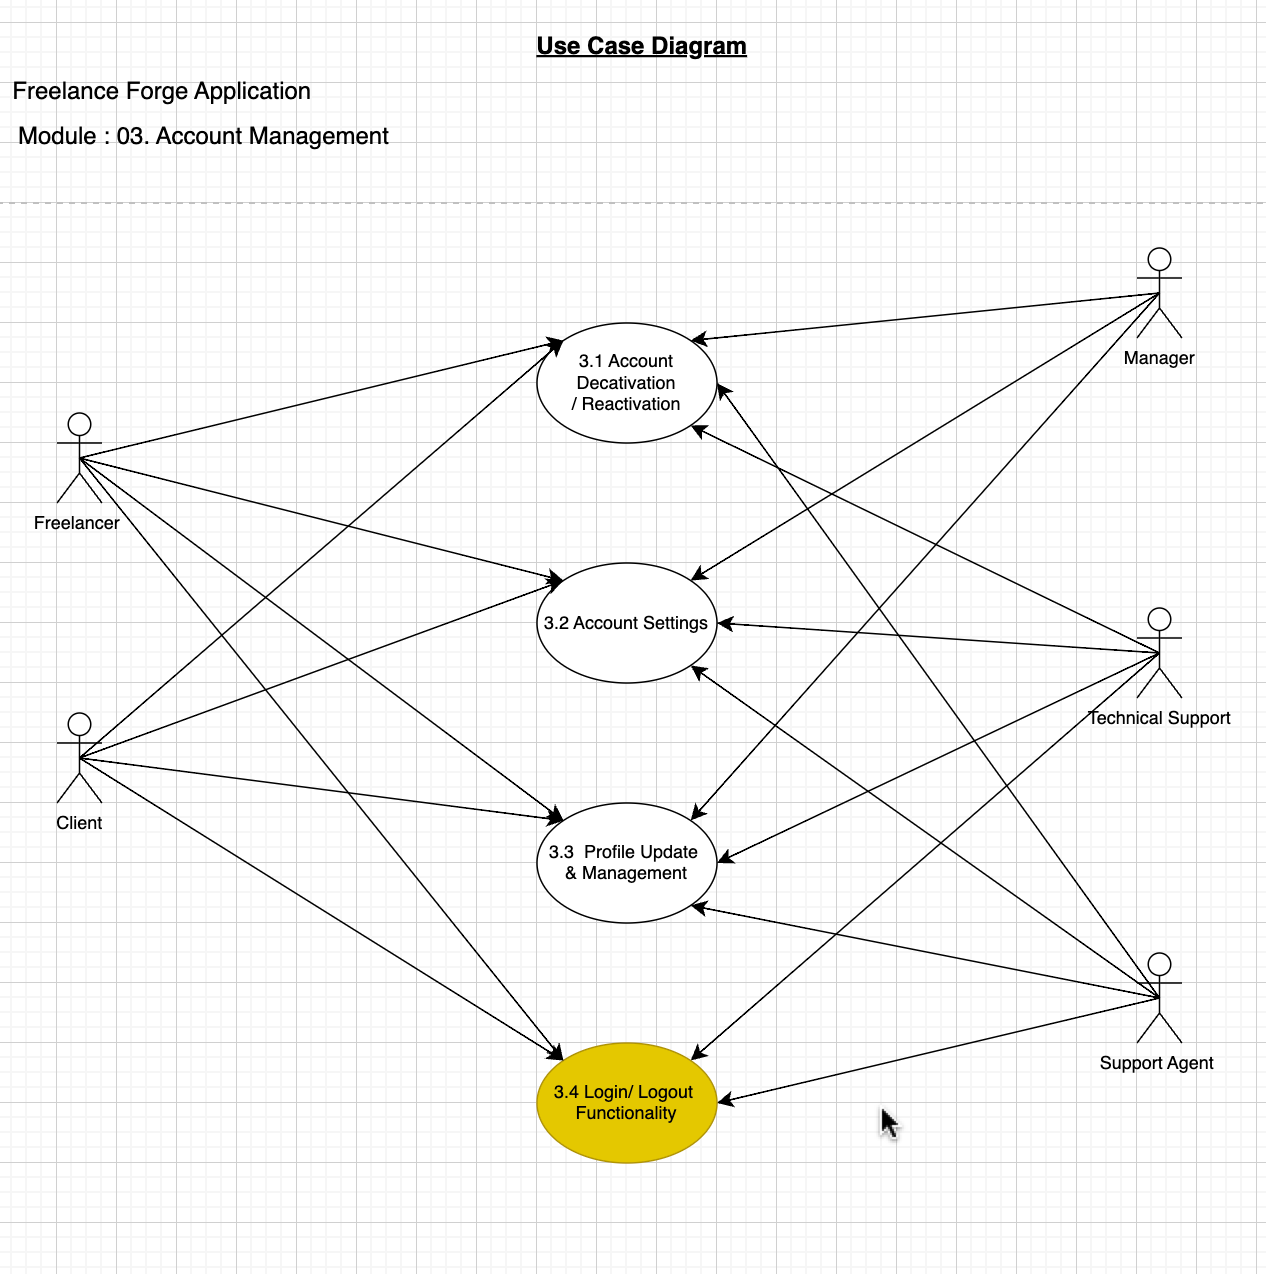 Use Case Diagram
Freelance Forge Application
Module : 03. Account Management
Manager
3.1 Account
Decativation
/ Reactivation
Freelancer
3.2 Account Settings
Technical Support
Client
3.3 Profile Update
& Management
Support Agent
3.4 Login/ Logout
Functionality